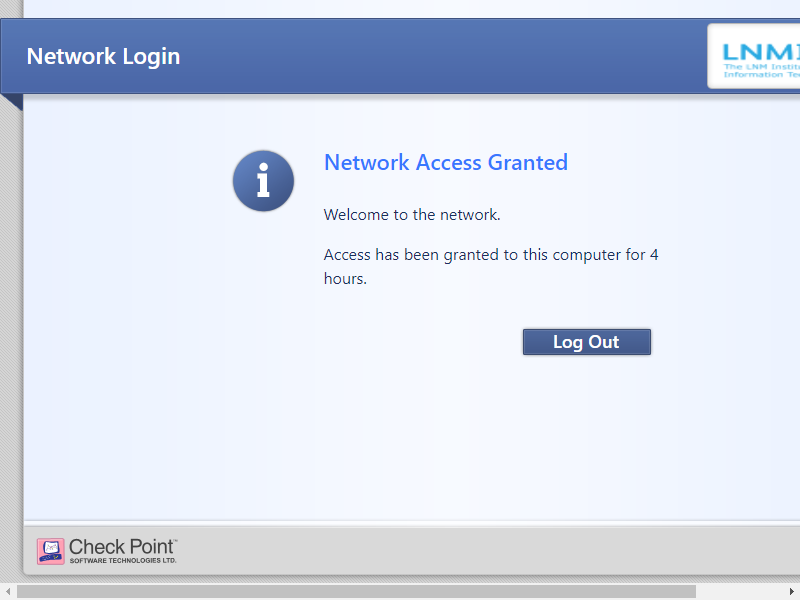 Network Login
LNMI
The LNM Institu
Information Tec
Network Access Granted
Welcome to the network.
Access has been granted to this computer for 4
hours.
Log Out
Check Point™
SOFTWARE TECHNOLOGIES LTD.